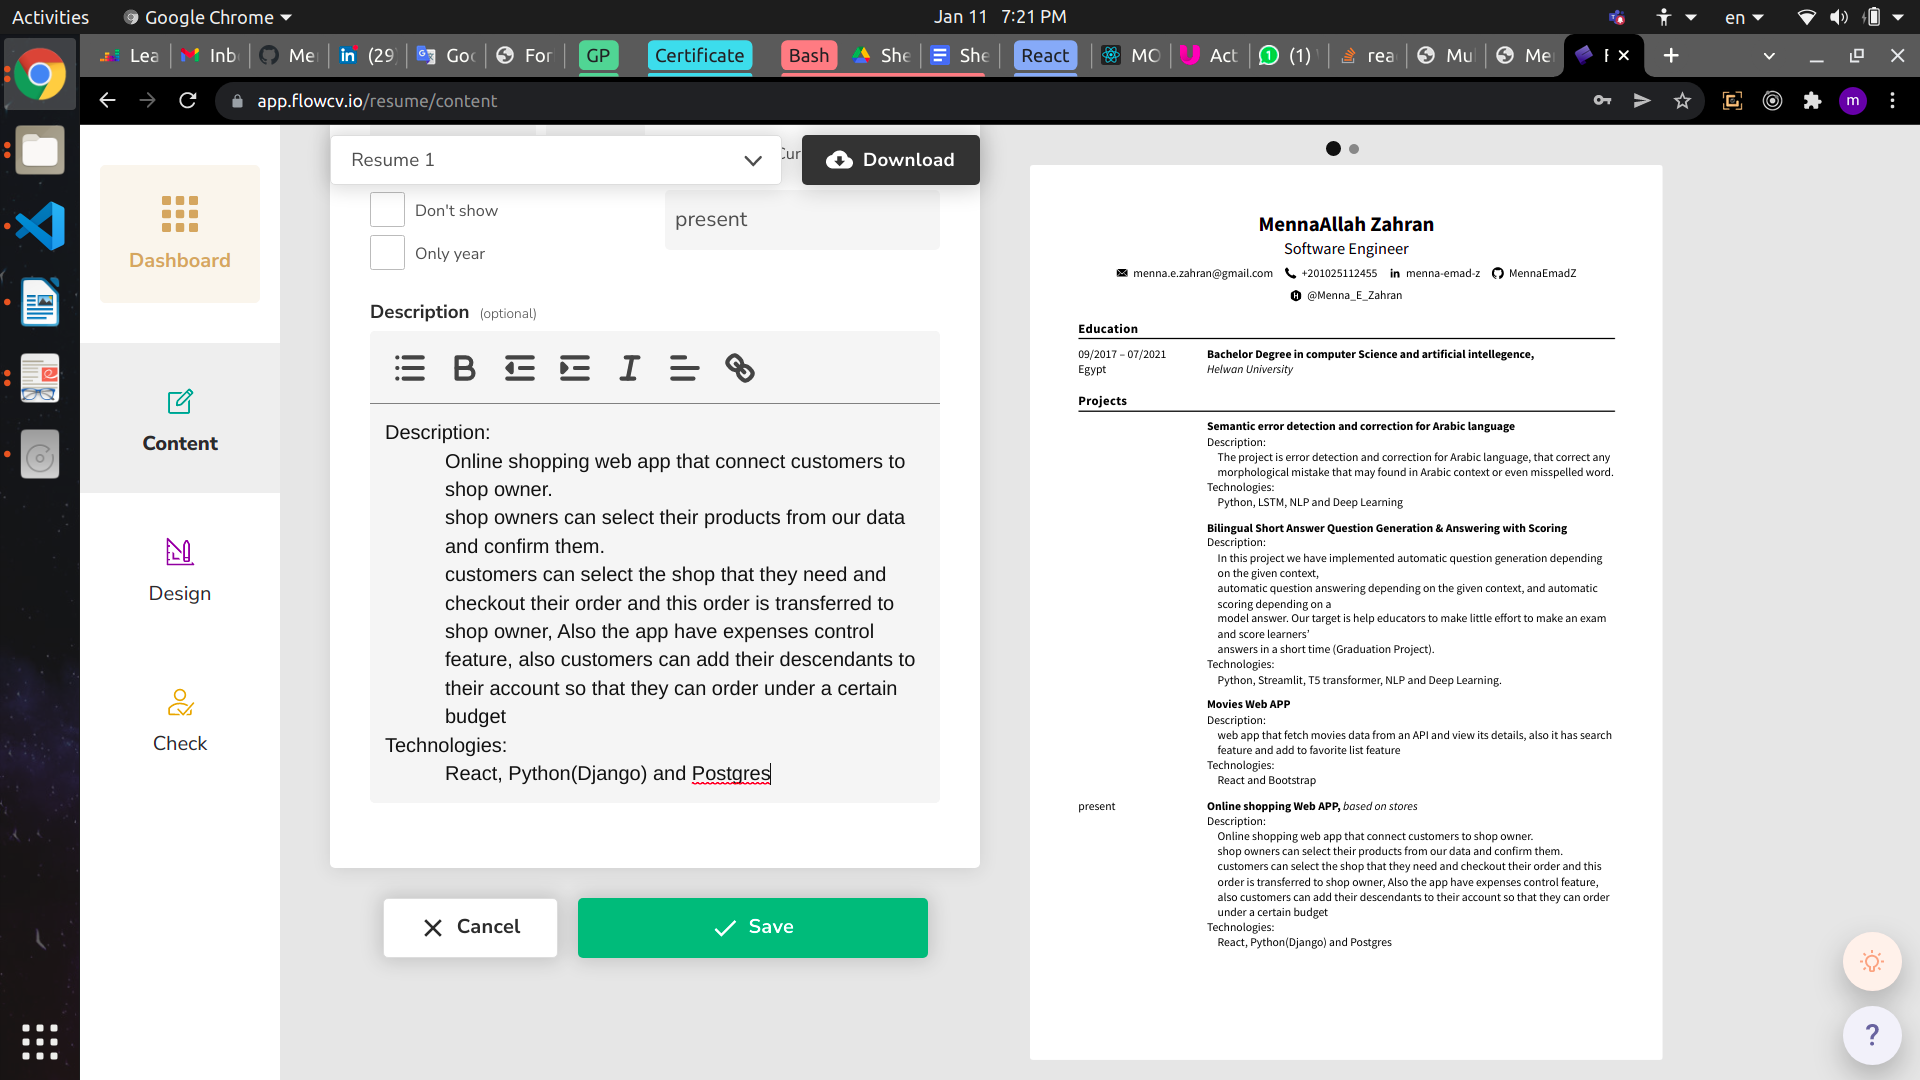 Activities
Google Chrome
Jan 11 7:21 PM
en
Lea
Inb
Me
(29
Goo
For
GP
Certificate
Bash
She
She
React
MO
Act
(1)
rea
Mu
Me
app.flowcv.io/resume/content
m
Dashboard
Content
Design
Check
Resume 1
Cur
Download
Don't show
present
Only year
Description (optional)
Description:
Online shopping web app that connect customers to
shop owner.
shop owners can select their products from our data
and confirm them.
customers can select the shop that they need and
checkout their order and this order is transferred to
shop owner, Also the app have expenses control
feature, also customers can add their descendants to
their account so that they can order under a certain
budget
Technologies:
React, Python(Django) and Postgres
Cancel
Save
MennaAllah Zahran
Software Engineer
menna.e.zahran@gmail.com +201025112455 menna-emad-z MennaEmadZ
@Menna_E_Zahran
Education
09/2017 – 07/2021 Bachelor Degree in computer Science and artificial intellegence,
Egypt Helwan University
Projects
Semantic error detection and correction for Arabic language
Description:
The project is error detection and correction for Arabic language, that correct any
morphological mistake that may found in Arabic context or even misspelled word.
Technologies:
Python, LSTM, NLP and Deep Learning
Bilingual Short Answer Question Generation & Answering with Scoring
Description:
In this project we have implemented automatic question generation depending
on the given context,
automatic question answering depending on the given context, and automatic
scoring depending on a
model answer. Our target is help educators to make little effort to make an exam
and score learners’
answers in a short time (Graduation Project).
Technologies:
Python, Streamlit, T5 transformer, NLP and Deep Learning.
Movies Web APP
Description:
web app that fetch movies data from an API and view its details, also it has search
feature and add to favorite list feature
Technologies:
React and Bootstrap
present Online shopping Web APP, based on stores
Description:
Online shopping web app that connect customers to shop owner.
shop owners can select their products from our data and confirm them.
customers can select the shop that they need and checkout their order and this
order is transferred to shop owner, Also the app have expenses control feature,
also customers can add their descendants to their account so that they can order
under a certain budget
Technologies:
React, Python(Django) and Postgres
?